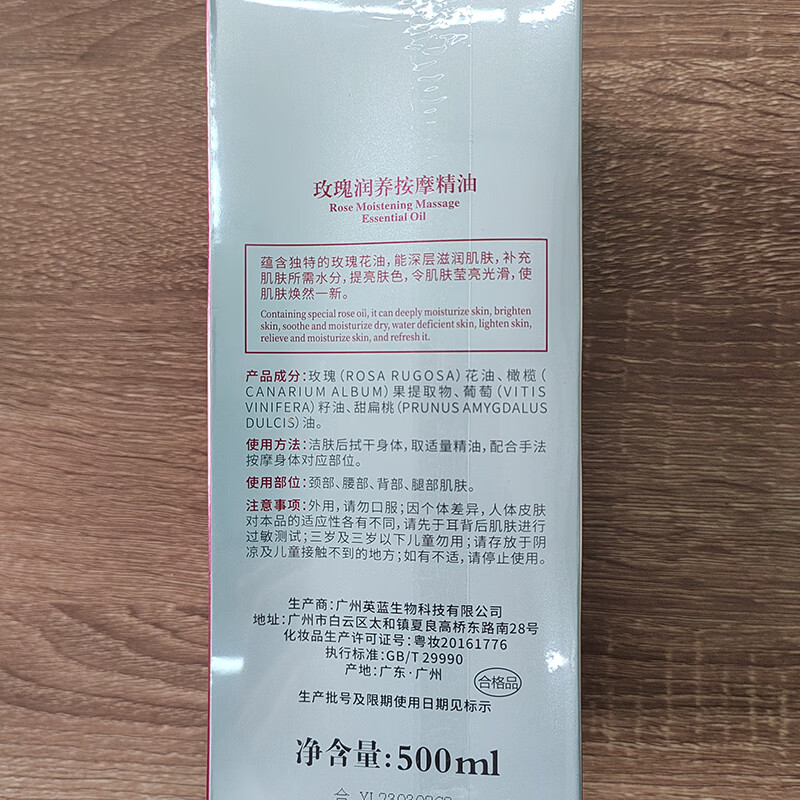 玫瑰润养按摩精油
Rose Moistening Massage
Essential Oil
蕴含独特的玫瑰花油，能深层滋润肌肤，补充
肌肤所需水分，提亮肤色，令肌肤莹亮光滑，使
肌肤焕然一新。
Containing special rose oil, it can deeply moisturize skin, brighten
skin, soothe and moisturize dry, water deficient skin, lighten skin,
relieve and moisturize skin, and refresh it.
产品成分：玫瑰（ROSA RUGOSA）花油、橄榄（
CANARIUM ALBUM）果提取物、葡萄（VITIS
VINIFERA）籽油、甜扁桃（PRUNUS AMYGDALUS
DULCIS）油。
使用方法：洁肤后拭干身体，取适量精油，配合手法
按摩身体对应部位。
使用部位：颈部、腰部、背部、腿部肌肤。
注意事项：外用，请勿口服；因个体差异，人体皮肤
对本品的适应性各有不同，请先于耳背后肌肤进行
过敏测试；三岁及三岁以下儿童勿用；请存放于阴
凉及儿童接触不到的地方；如有不适，请停止使用。
生产商：广州英蓝生物科技有限公司
地址：广州市白云区太和镇夏良高桥东路南28号
化妆品生产许可证号：粤妆20161776
执行标准：GB/T 29990
产地：广东·广州
合格品
生产批号及限期使用日期见标示
净含量：500ml